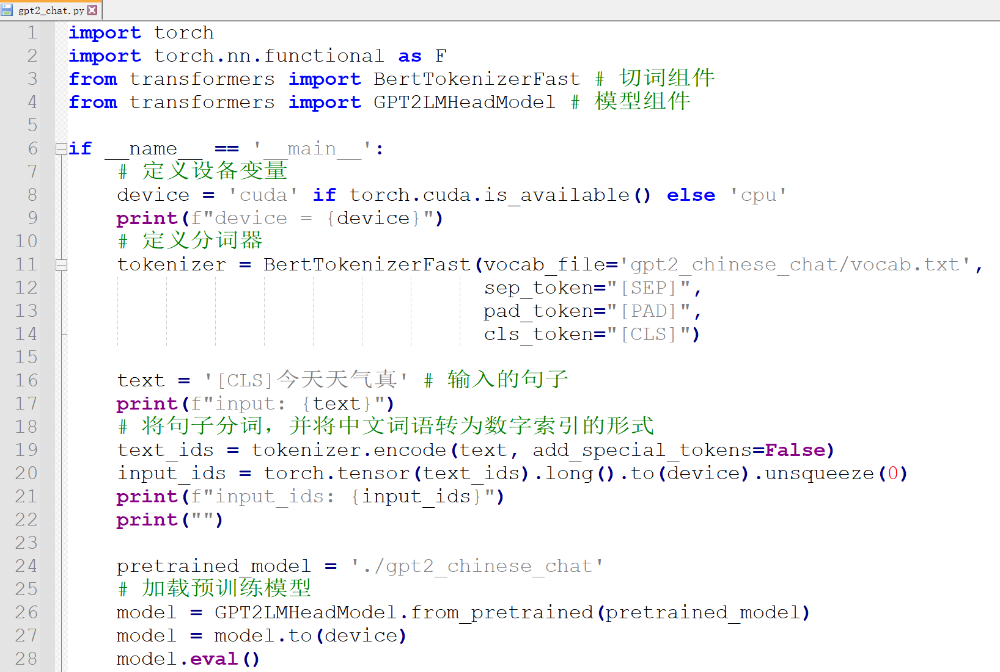 gpt2_chat.py
1 import torch
2 import torch.nn.functional as F
3 from transformers import BertTokenizerFast # 切词组件
4 from transformers import GPT2LMHeadModel # 模型组件
5
6 if __name__ == '__main__':
7     # 定义设备变量
8     device = 'cuda' if torch.cuda.is_available() else 'cpu'
9     print(f"device = {device}")
10     # 定义分词器
11     tokenizer = BertTokenizerFast(vocab_file='gpt2_chinese_chat/vocab.txt',
12                                   sep_token="[SEP]",
13                                   pad_token="[PAD]",
14                                   cls_token="[CLS]")
15
16     text = '[CLS]今天天气真' # 输入的句子
17     print(f"input: {text}")
18     # 将句子分词，并将中文词语转为数字索引的形式
19     text_ids = tokenizer.encode(text, add_special_tokens=False)
20     input_ids = torch.tensor(text_ids).long().to(device).unsqueeze(0)
21     print(f"input_ids: {input_ids}")
22     print("")
23
24     pretrained_model = './gpt2_chinese_chat'
25     # 加载预训练模型
26     model = GPT2LMHeadModel.from_pretrained(pretrained_model)
27     model = model.to(device)
28     model.eval()